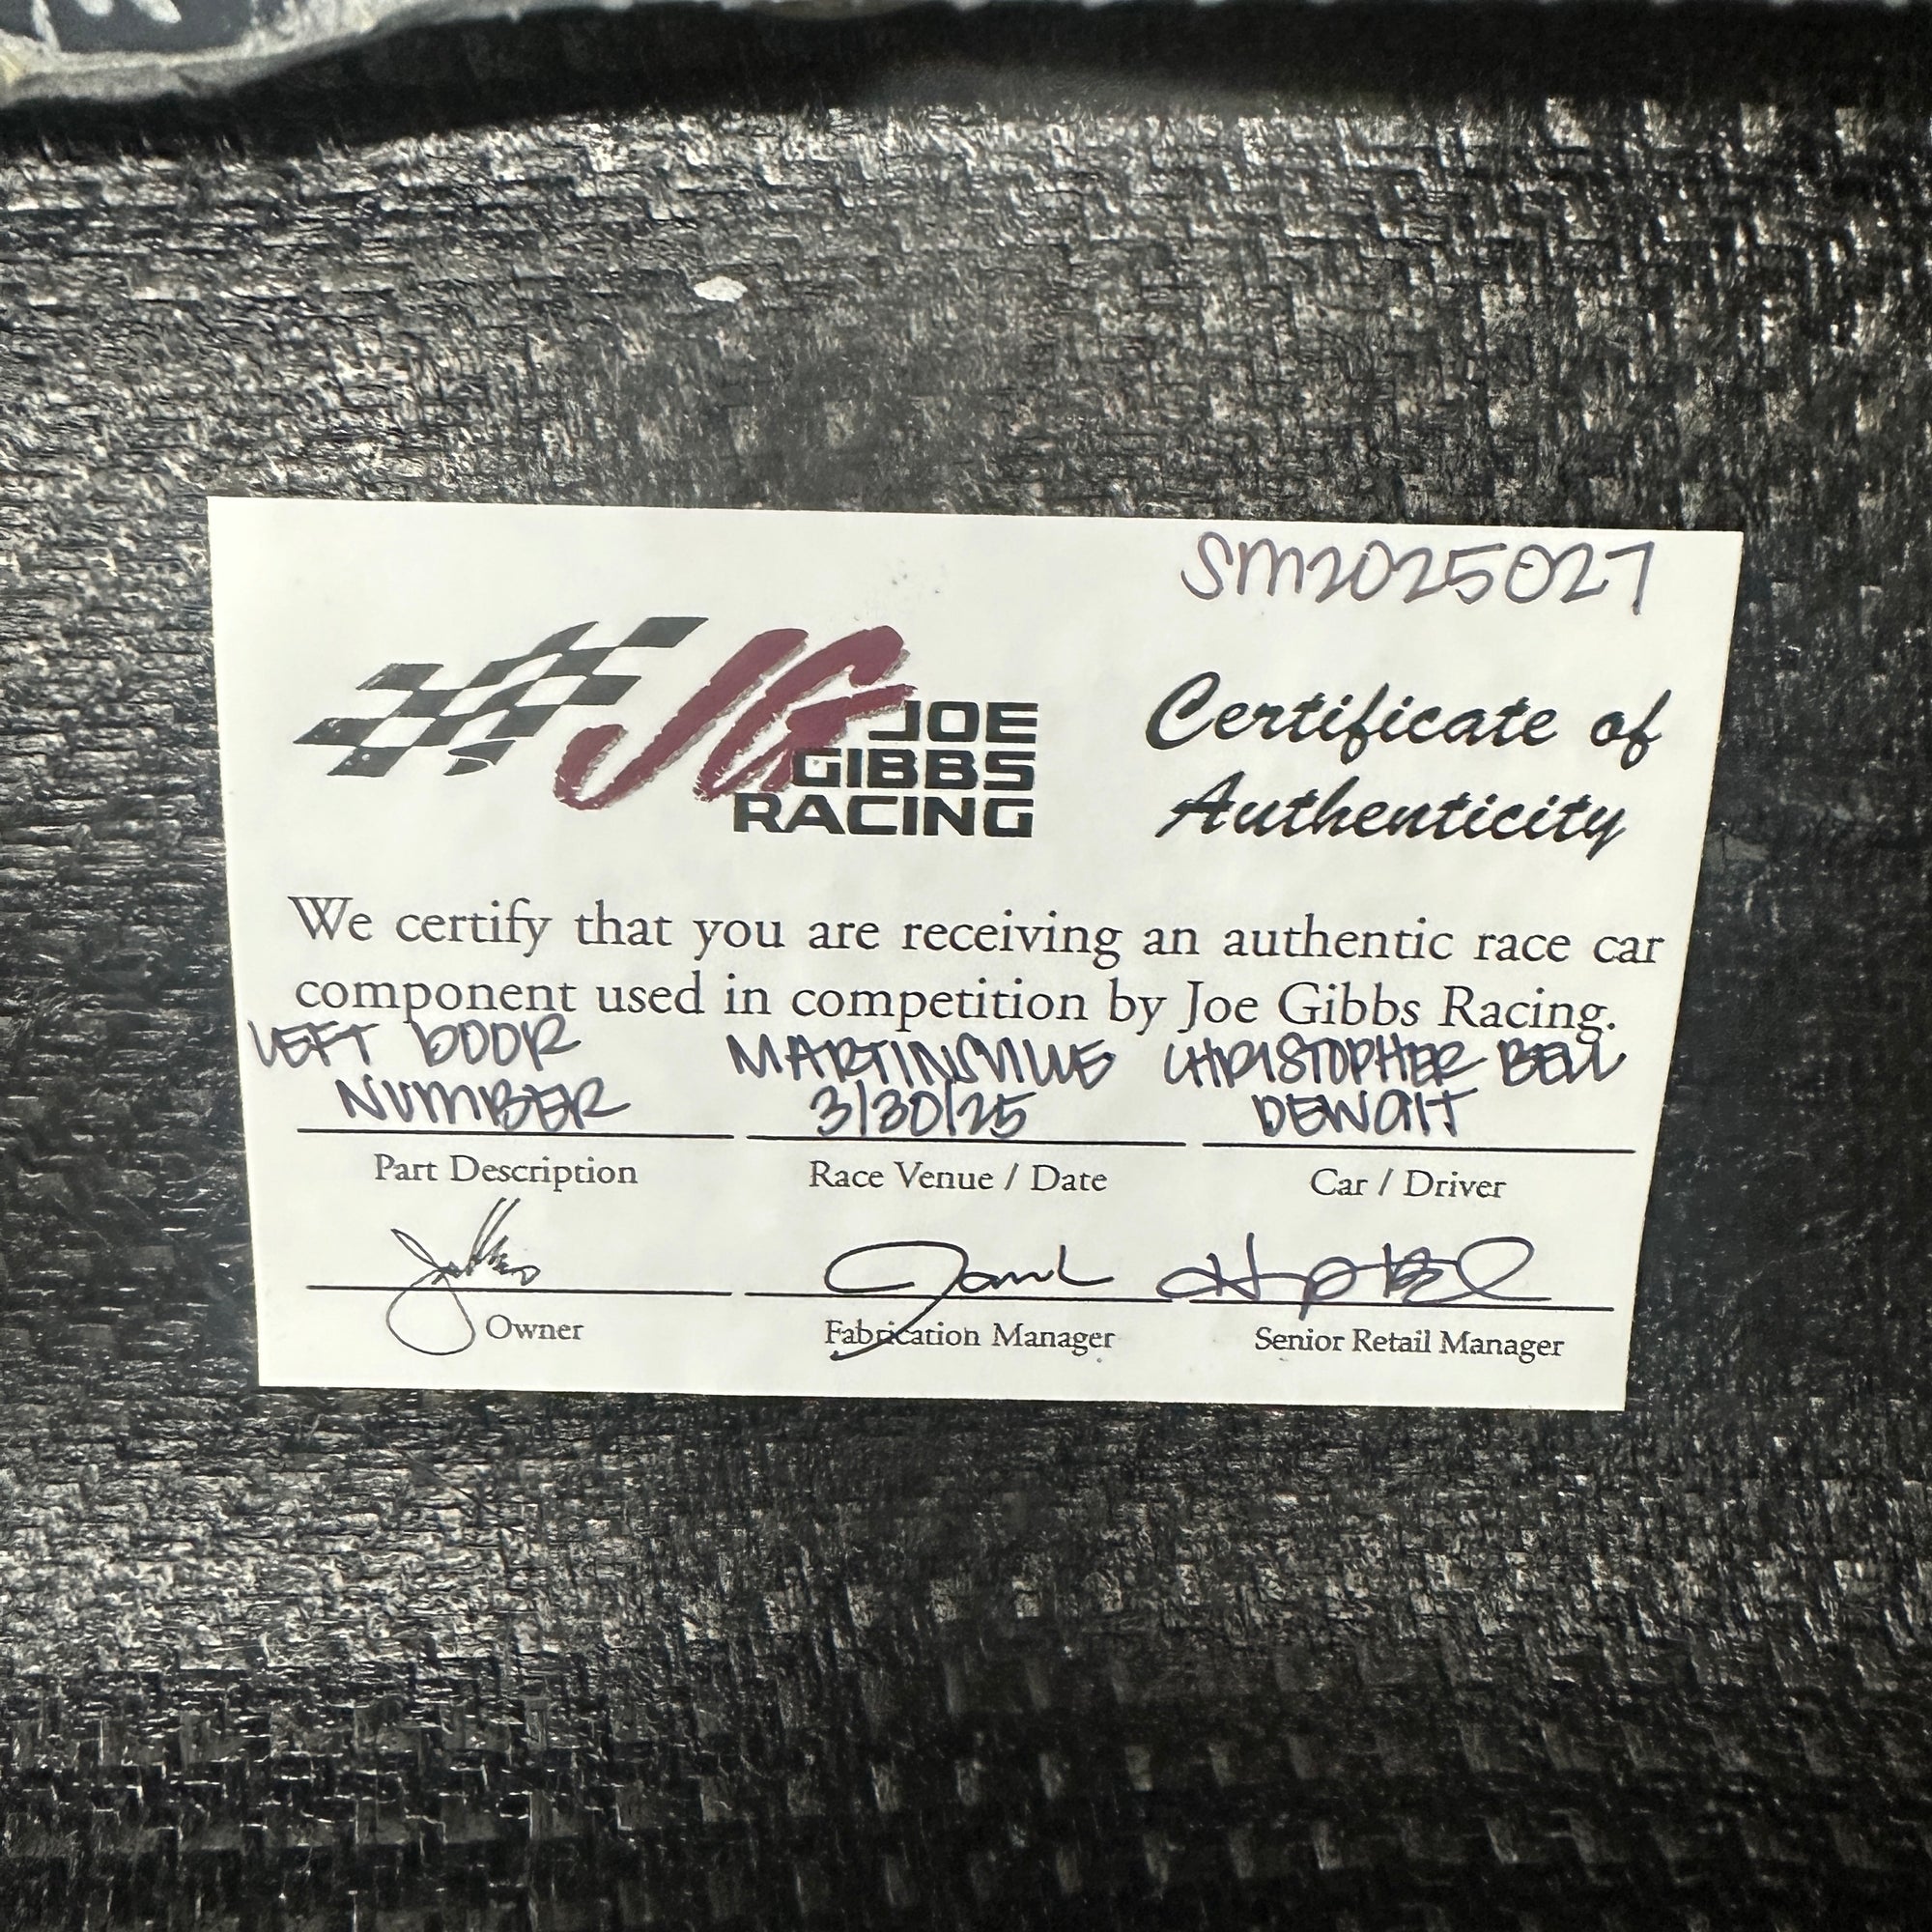 SM2025027
JG JOE
GIBBS
RACING
Certificate of
Authenticity
We certify that you are receiving an authentic race car
component used in competition by Joe Gibbs Racing.
LEFT DOOR
NUMBER
MARTINSVILLE
3/30/25
CHRISTOPHER BELL
DEWALT
Part Description
Race Venue / Date
Car / Driver
Owner
Fabrication Manager
Senior Retail Manager